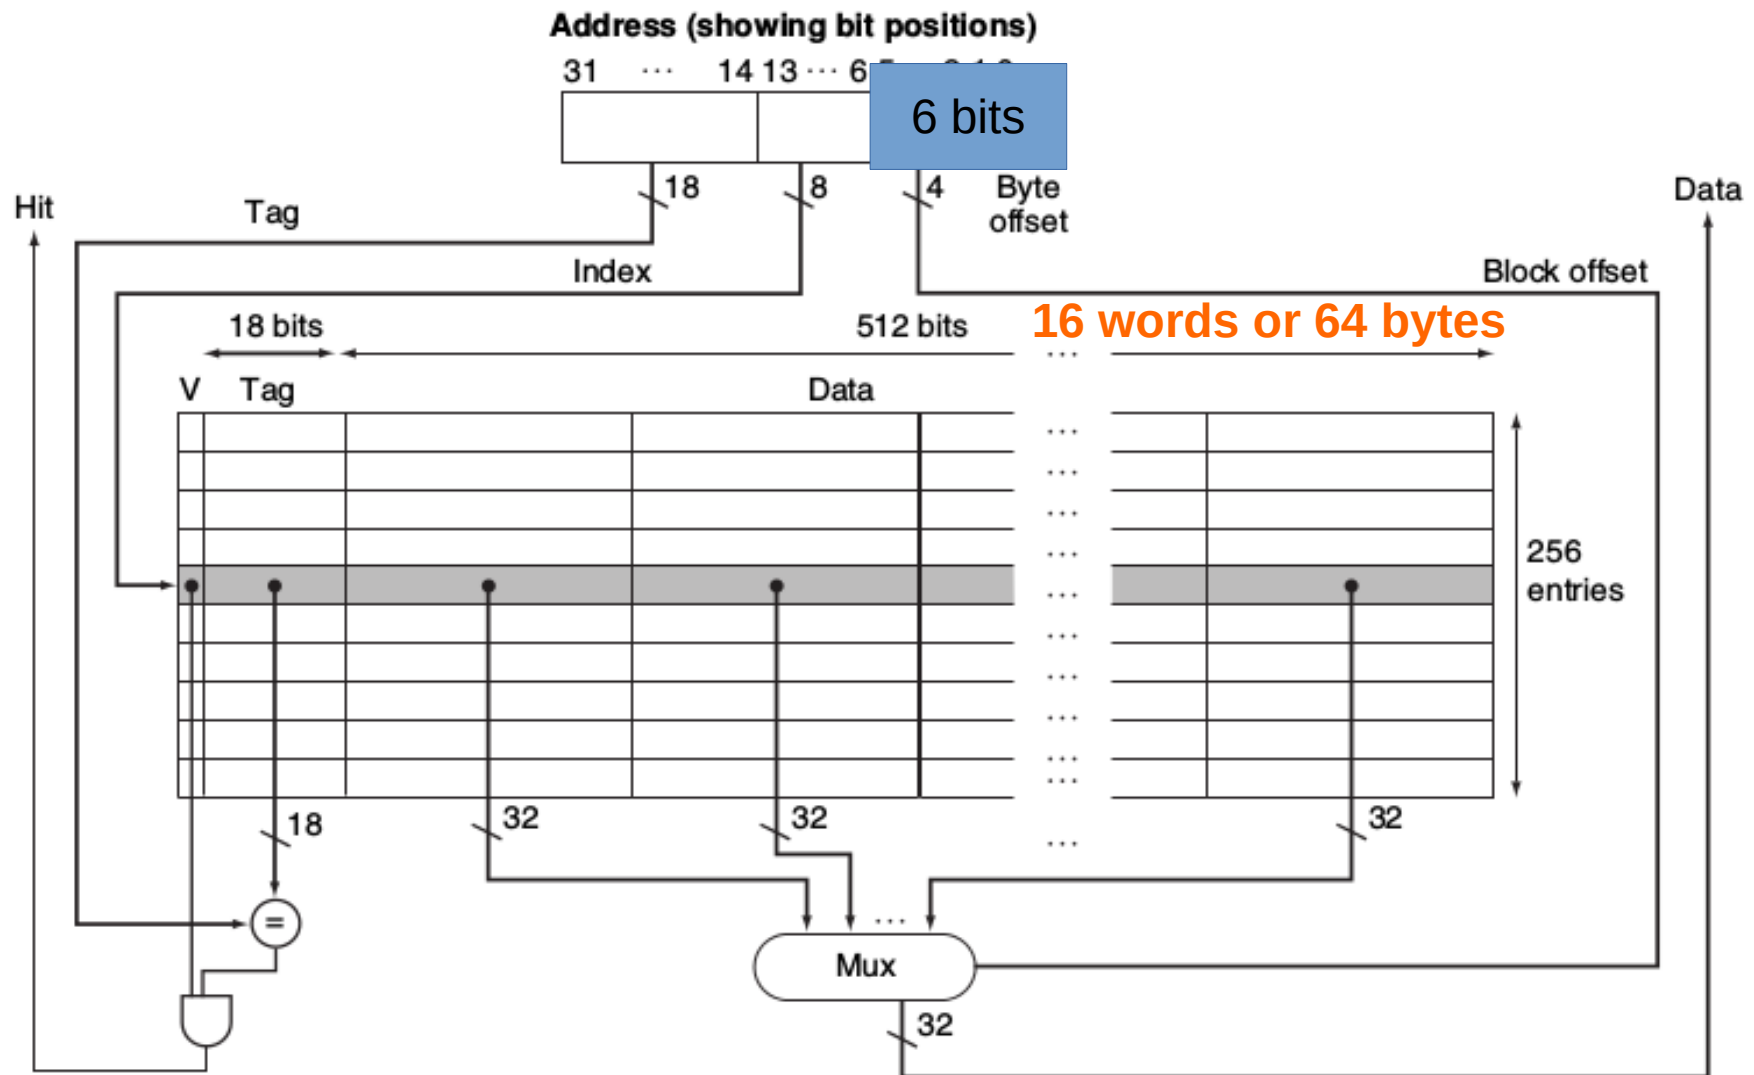 Address (showing bit positions)
31 ··· 14 13 ··· 6
6 bits
18 8 4 Byte
offset
Hit
Tag
Data
Index
Block offset
18 bits
512 bits
16 words or 64 bytes
···
V Tag Data
···
···
···
···
256
entries
···
···
···
···
···
···
···
18
32
32
···
32
=
···
Mux
32